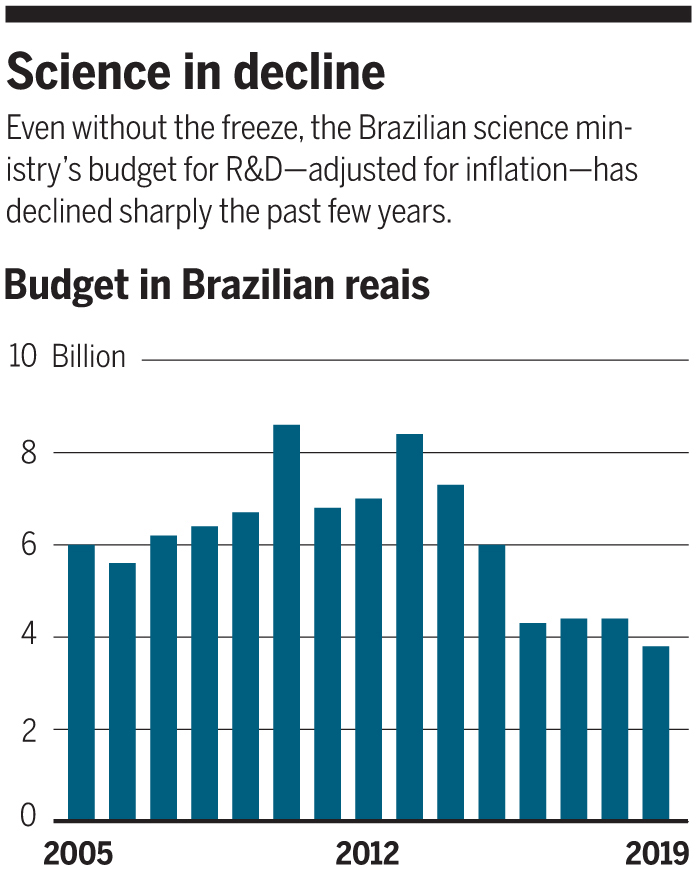 Science in decline
Even without the freeze, the Brazilian science min-
istry’s budget for R&D—adjusted for inflation—has
declined sharply the past few years.
Budget in Brazilian reais
10 Billion
8
6
4
2
0
2005 2012 2019